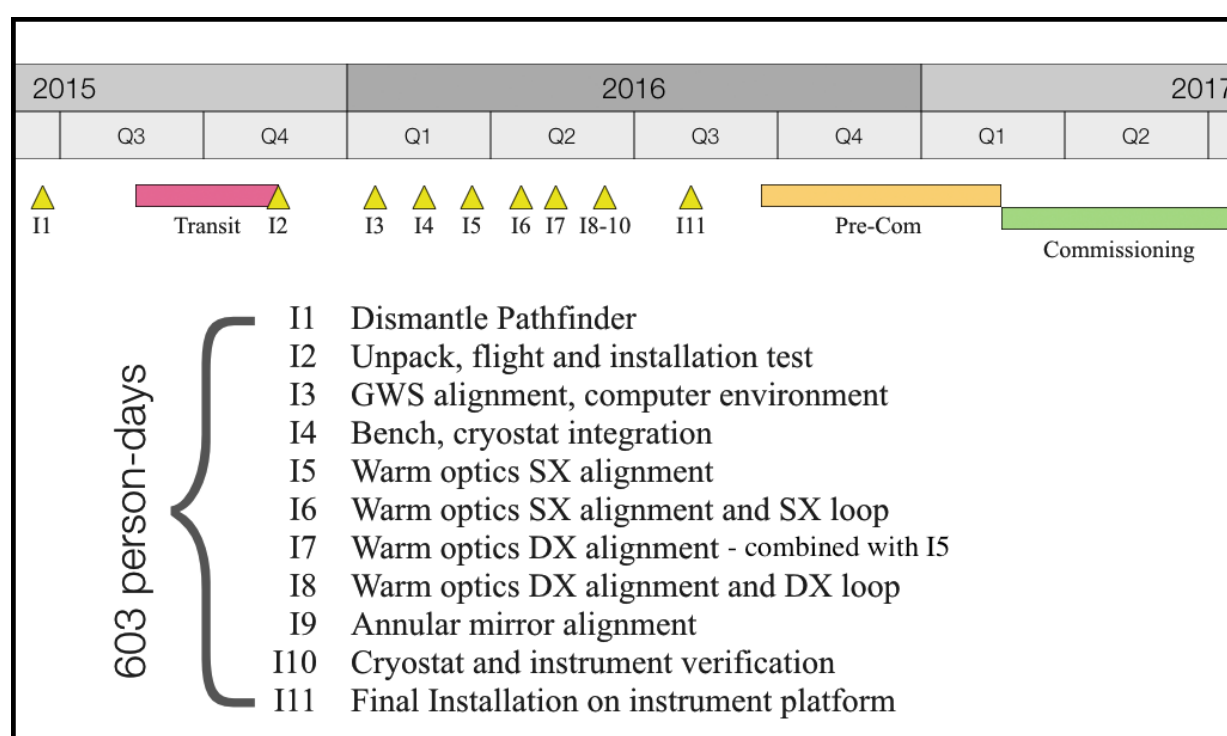 2015 2016 2017
Q3 Q4 Q1 Q2 Q3 Q4 Q1 Q2
I1 Transit I2 I3 I4 I5 I6 I7 I8-10 I11 Pre-Com
Commissioning
603 person-days
I1 Dismantle Pathfinder
I2 Unpack, flight and installation test
I3 GWS alignment, computer environment
I4 Bench, cryostat integration
I5 Warm optics SX alignment
I6 Warm optics SX alignment and SX loop
I7 Warm optics DX alignment - combined with I5
I8 Warm optics DX alignment and DX loop
I9 Annular mirror alignment
I10 Cryostat and instrument verification
I11 Final Installation on instrument platform